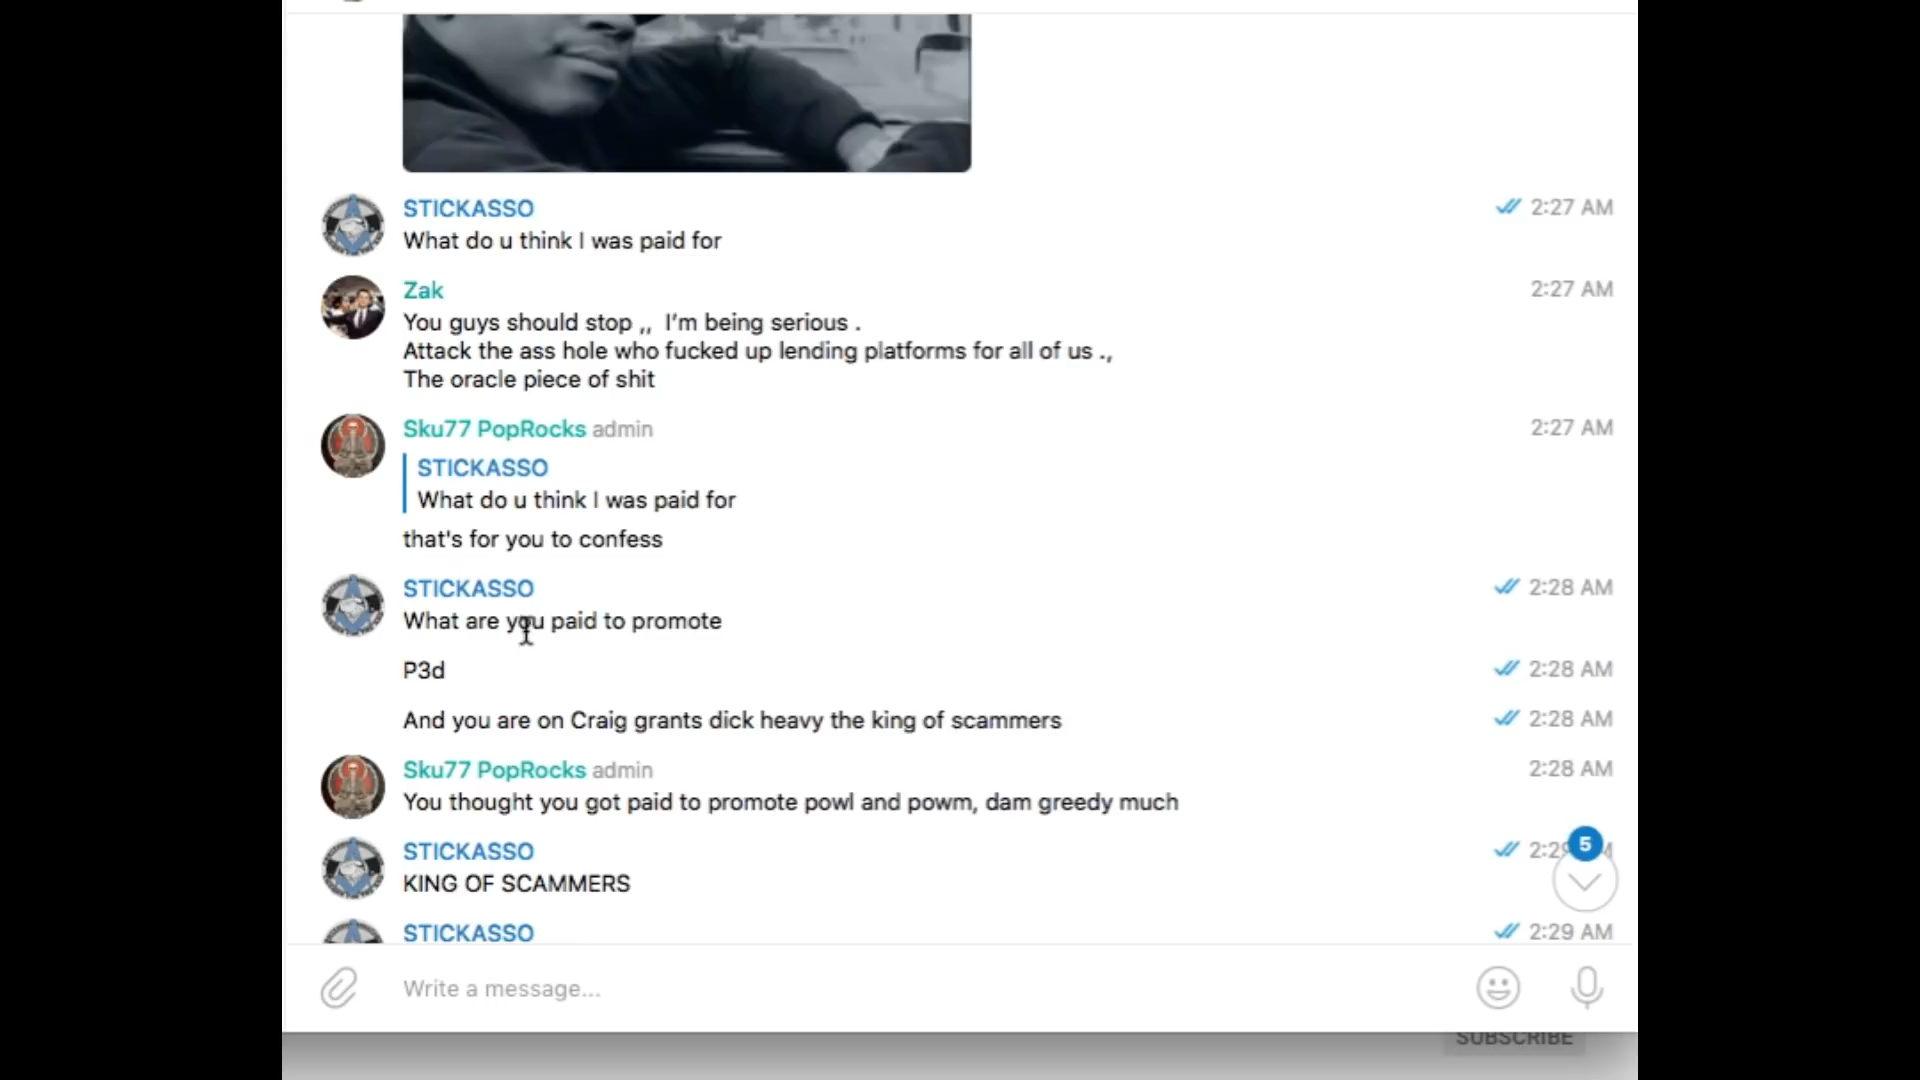 STICKASSO
2:27 AM
What do u think I was paid for
Zak
2:27 AM
You guys should stop ,, I'm being serious .
Attack the ass hole who fucked up lending platforms for all of us .,
The oracle piece of shit
Sku77 PopRocks admin
2:27 AM
STICKASSO
What do u think I was paid for
that's for you to confess
STICKASSO
2:28 AM
What are you paid to promote
P3d
2:28 AM
And you are on Craig grants dick heavy the king of scammers
2:28 AM
Sku77 PopRocks admin
2:28 AM
You thought you got paid to promote powl and powm, dam greedy much
STICKASSO
5
KING OF SCAMMERS
STICKASSO
2:29 AM
Write a message...
SUBSCRIBE